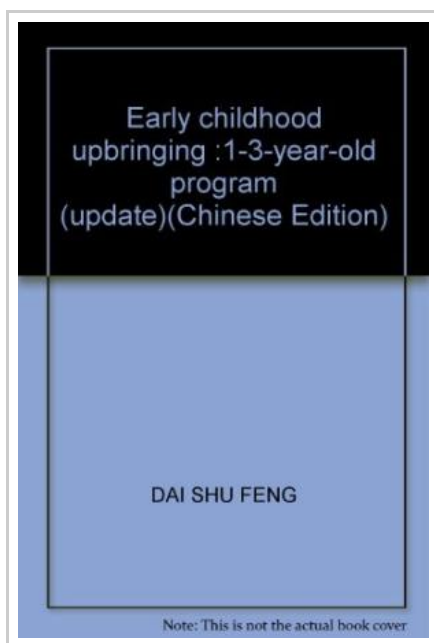 Early childhood
upbringing :1-3-year-old
program
(update)(Chinese Edition)
DAI SHU FENG
Note: This is not the actual book cover